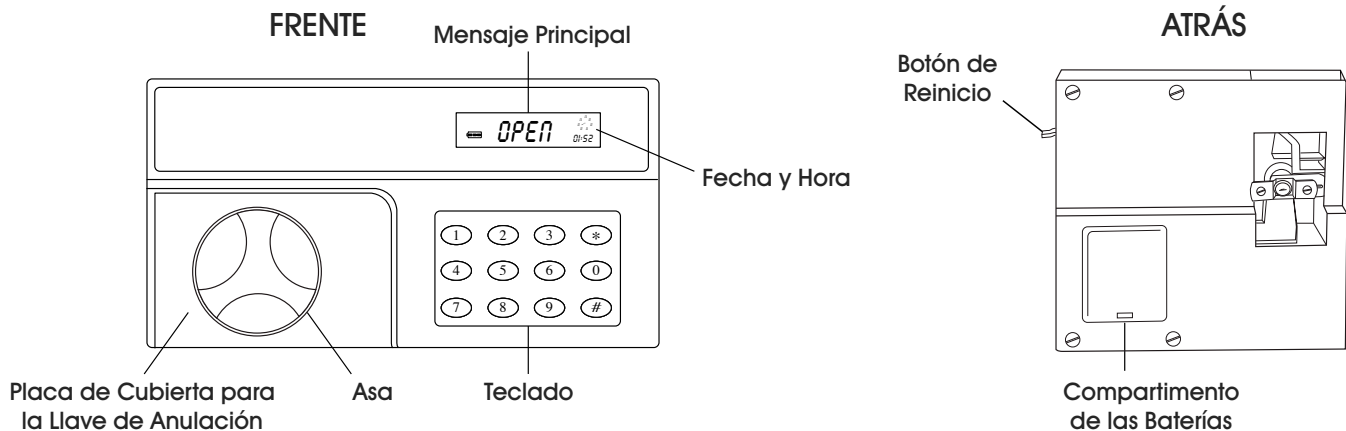 FRENTE
Mensaje Principal
OPEN
01:52
Fecha y Hora
1 2 3 *
4 5 6 0
7 8 9 #
Placa de Cubierta para
la Llave de Anulación
Asa
Teclado
ATRÁS
Botón de
Reinicio
Compartimento
de las Baterías